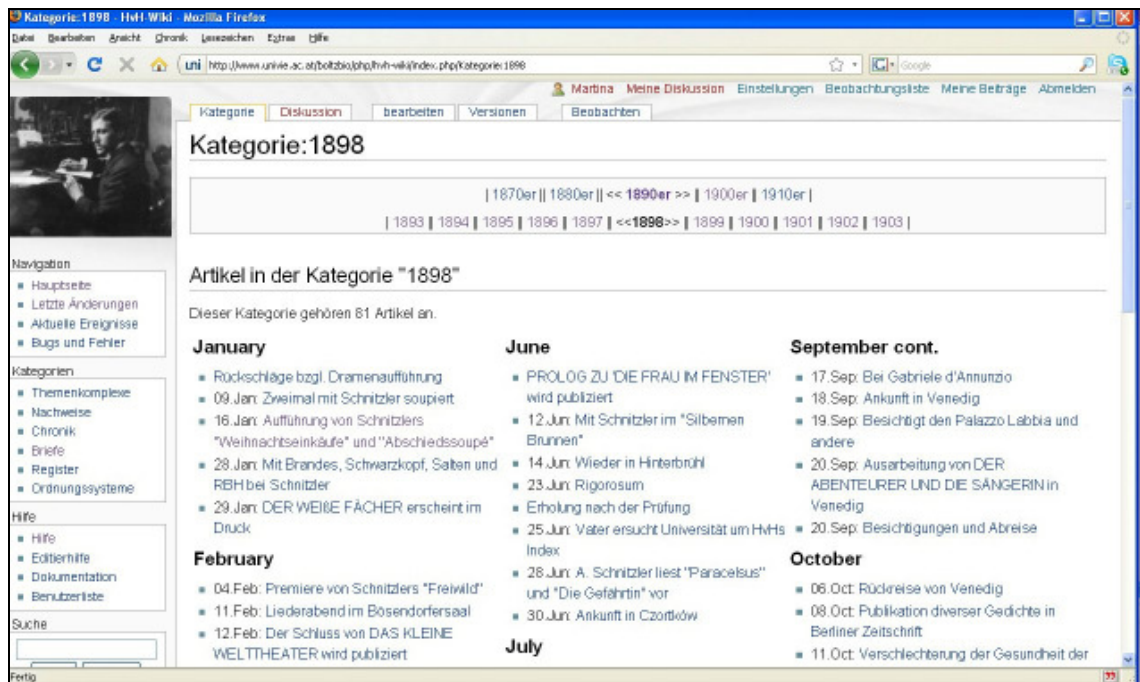 Kategorie:1898 - HvH-Wiki - Mozilla Firefox
Datei Bearbeiten Ansicht Chronik Lesezeichen Extras Hilfe
uni http://www.univie.ac.at/boltzbio/php/hvh-wiki/index.php/Kategorie:1898 Google
Martina Meine Diskussion Einstellungen Beobachtungsliste Meine Beiträge Abmelden
Kategorie Diskussion bearbeiten Versionen Beobachten
Kategorie:1898
| 1870er || 1880er || << 1890er >> || 1900er || 1910er |
| 1893 || 1894 || 1895 || 1896 || 1897 || <<1898>> || 1899 || 1900 || 1901 || 1902 || 1903 |
Navigation
Hauptseite
Letzte Änderungen
Aktuelle Ereignisse
Bugs und Fehler
Kategorien
Themenkomplexe
Nachweise
Chronik
Briefe
Register
Ordnungssysteme
Hilfe
Hilfe
Editierhilfe
Dokumentation
Benutzerliste
Suche
Artikel in der Kategorie "1898"
Dieser Kategorie gehören 81 Artikel an.
January
Rückschläge bzgl. Dramenaufführung
09.Jan: Zweimal mit Schnitzler soupiert
16.Jan: Aufführung von Schnitzlers
"Weihnachtseinkäufe" und "Abschiedssoupé"
28.Jan: Mit Brandes, Schwarzkopf, Salten und
RBH bei Schnitzler
29.Jan: DER WEIßE FÄCHER erscheint im
Druck
February
04.Feb: Premiere von Schnitzlers "Freiwild"
11.Feb: Liederabend im Bösendorfersaal
12.Feb: Der Schluss von DAS KLEINE
WELTTHEATER wird publiziert
June
PROLOG ZU 'DIE FRAU IM FENSTER'
wird publiziert
12.Jun: Mit Schnitzler im "Silbernen
Brunnen"
14.Jun: Wieder in Hinterbrühl
23.Jun: Rigorosum
Erholung nach der Prüfung
25.Jun: Vater ersucht Universität um HvHs
Index
28.Jun: A. Schnitzler liest "Paracelsus"
und "Die Gefährtin" vor
30.Jun: Ankunft in Czortków
July
September cont.
17.Sep: Bei Gabriele d'Annunzio
18.Sep: Ankunft in Venedig
19.Sep: Besichtigt den Palazzo Labbia und
andere
20.Sep: Ausarbeitung von DER
ABENTEURER UND DIE SÄNGERIN in
Venedig
20.Sep: Besichtigungen und Abreise
October
06.Oct: Rückreise von Venedig
08.Oct: Publikation diverser Gedichte in
Berliner Zeitschrift
11.Oct: Verschlechterung der Gesundheit der
Fertig